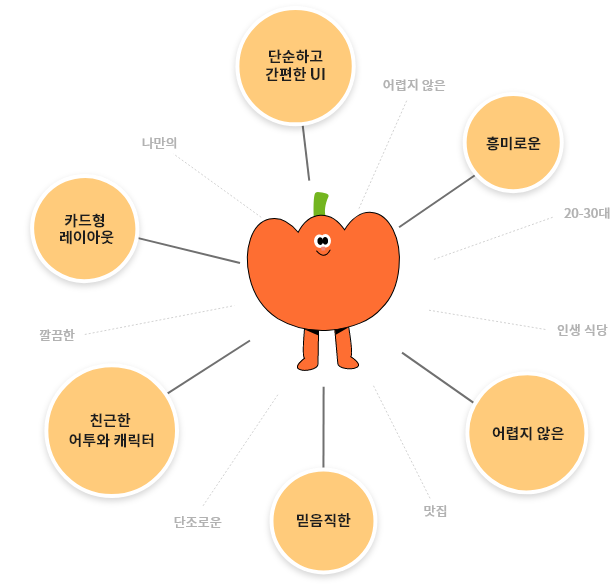 단순하고
간편한 UI
어렵지 않은
나만의
흥미로운
카드형
레이아웃
20-30대
깔끔한
인생 식당
친근한
어투와 캐릭터
어렵지 않은
맛집
단조로운
믿음직한